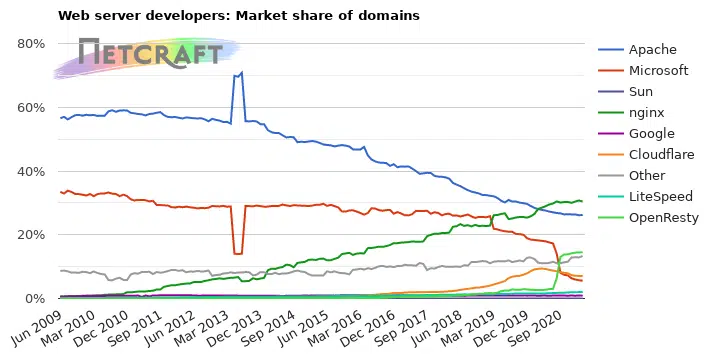 Web server developers: Market share of domains
NETCRAFT
80%
60%
40%
20%
0%
Jun 2009
Mar 2010
Dec 2010
Sep 2011
Jun 2012
Mar 2013
Dec 2013
Sep 2014
Jun 2015
Mar 2016
Dec 2016
Sep 2017
Jun 2018
Mar 2019
Dec 2019
Sep 2020
Apache
Microsoft
Sun
nginx
Google
Cloudflare
Other
LiteSpeed
OpenResty